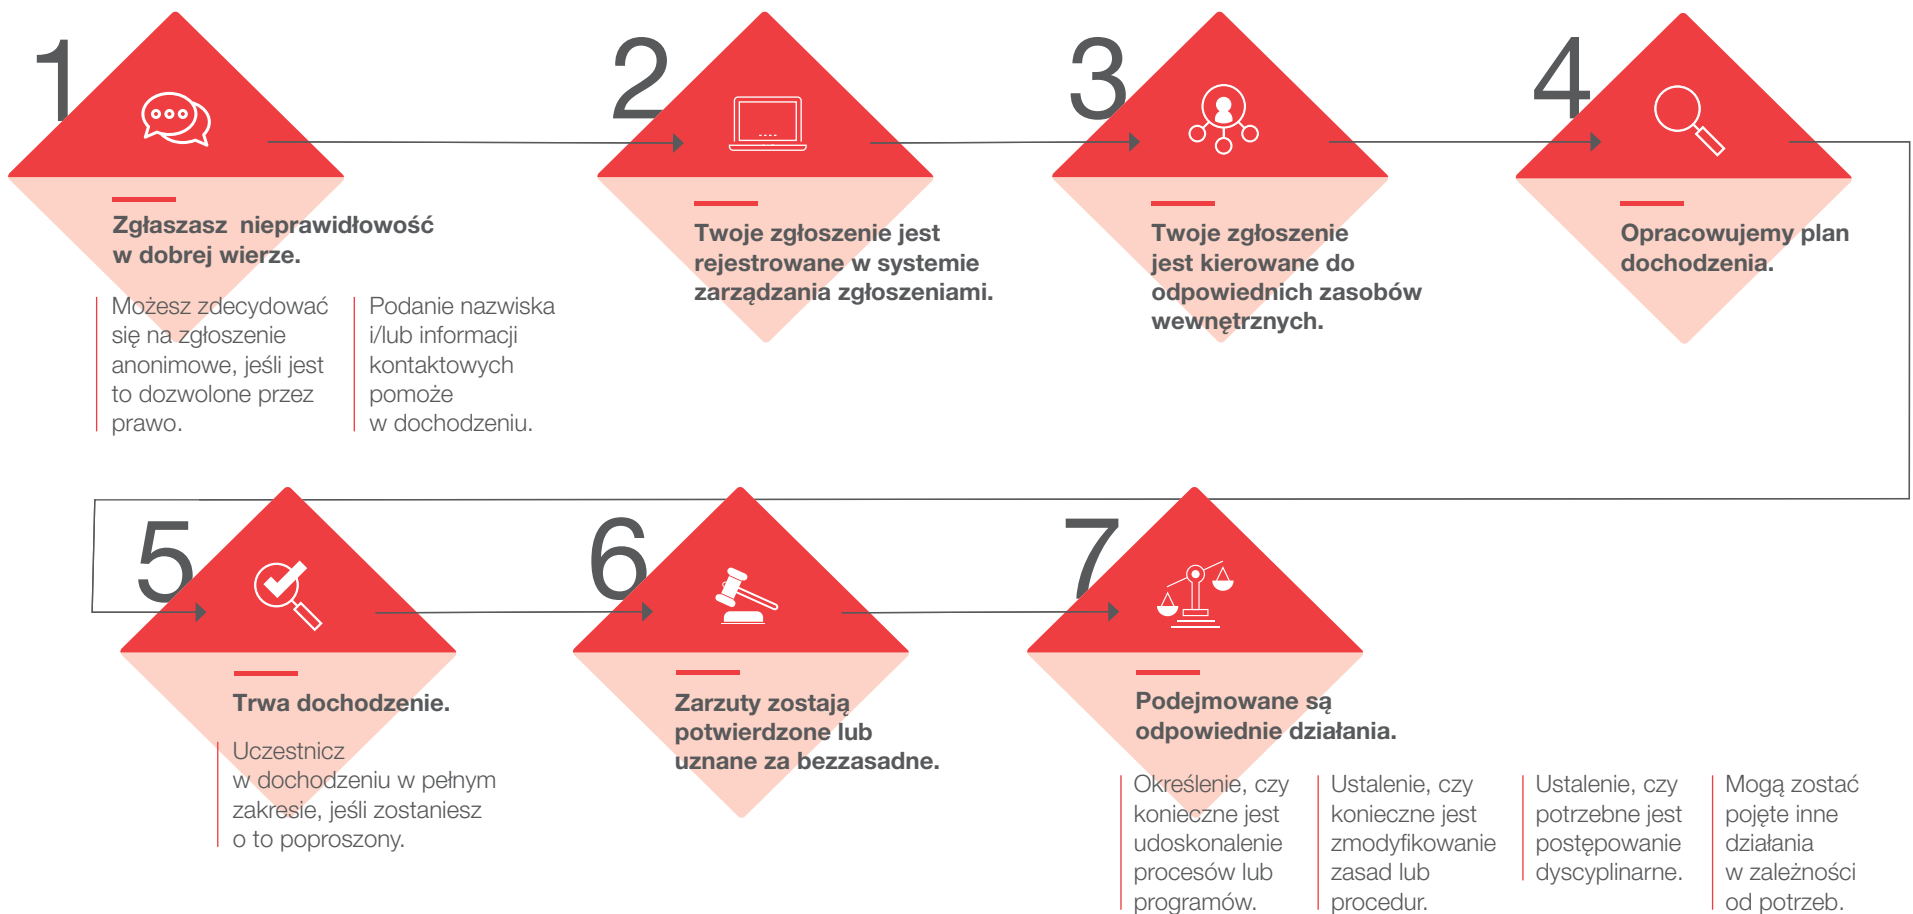 1
Zgłaszasz nieprawidłowość
w dobrej wierze.
Możesz zdecydować
się na zgłoszenie
anonimowe, jeśli jest
to dozwolone przez
prawo.
Podanie nazwiska
i/lub informacji
kontaktowych
pomoże
w dochodzeniu.
2
Twoje zgłoszenie jest
rejestrowane w systemie
zarządzania zgłoszeniami.
3
Twoje zgłoszenie
jest kierowane do
odpowiednich zasobów
wewnętrznych.
4
Opracowujemy plan
dochodzenia.
5
Trwa dochodzenie.
Uczestnicz
w dochodzeniu w pełnym
zakresie, jeśli zostaniesz
o to poproszony.
6
Zarzuty zostają
potwierdzone lub
uznane za bezzasadne.
7
Podejmowane są
odpowiednie działania.
Określenie, czy
konieczne jest
udoskonalenie
procesów lub
programów.
Ustalenie, czy
konieczne jest
zmodyfikowanie
zasad lub
procedur.
Ustalenie, czy
potrzebne jest
postępowanie
dyscyplinarne.
Mogą zostać
pojęte inne
działania
w zależności
od potrzeb.